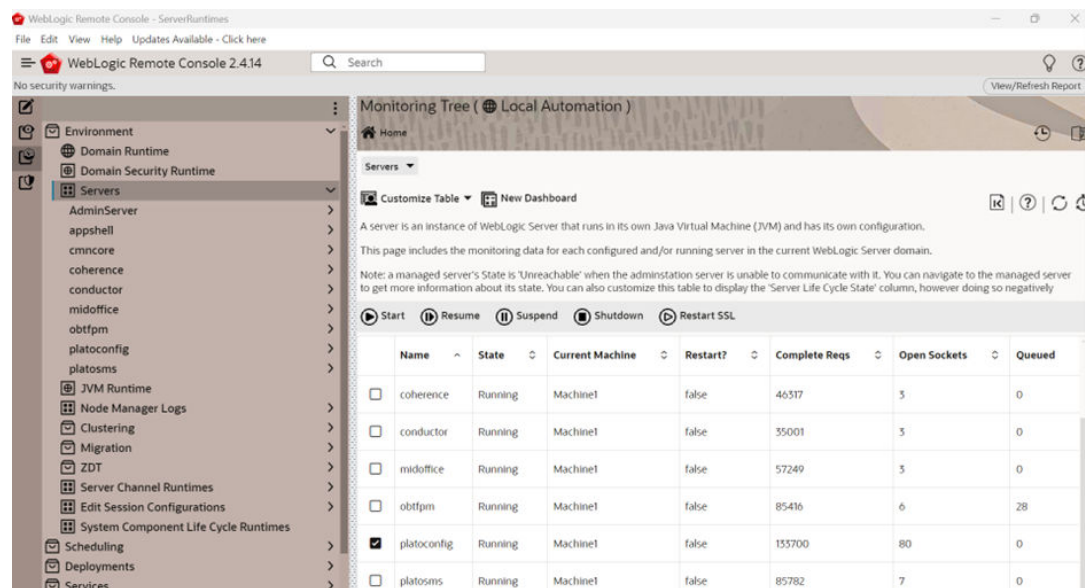 WebLogic Remote Console - ServerRuntimes
File Edit View Help Updates Available - Click here
WebLogic Remote Console 2.4.14
Search
No security warnings.
View/Refresh Report
Environment
Domain Runtime
Domain Security Runtime
Servers
AdminServer
appshell
cmncore
coherence
conductor
midoffice
obtfpm
platoconfig
platosms
JVM Runtime
Node Manager Logs
Clustering
Migration
ZDT
Server Channel Runtimes
Edit Session Configurations
System Component Life Cycle Runtimes
Scheduling
Deployments
Services
Monitoring Tree ( Local Automation )
Home
Servers
Customize Table New Dashboard
A server is an instance of WebLogic Server that runs in its own Java Virtual Machine (JVM) and has its own configuration.
This page includes the monitoring data for each configured and/or running server in the current WebLogic Server domain.
Note: a managed server's State is 'Unreachable' when the adminstation server is unable to communicate with it. You can navigate to the managed server
to get more information about its state. You can also customize this table to display the 'Server Life Cycle State' column, however doing so negatively
Start Resume Suspend Shutdown Restart SSL
Name State Current Machine Restart? Complete Reqs Open Sockets Queued
coherence Running Machine1 false 46317 3 0
conductor Running Machine1 false 35001 3 0
midoffice Running Machine1 false 57249 3 0
obtfpm Running Machine1 false 85416 6 28
platoconfig Running Machine1 false 133700 80 0
platosms Running Machine1 false 85782 7 0